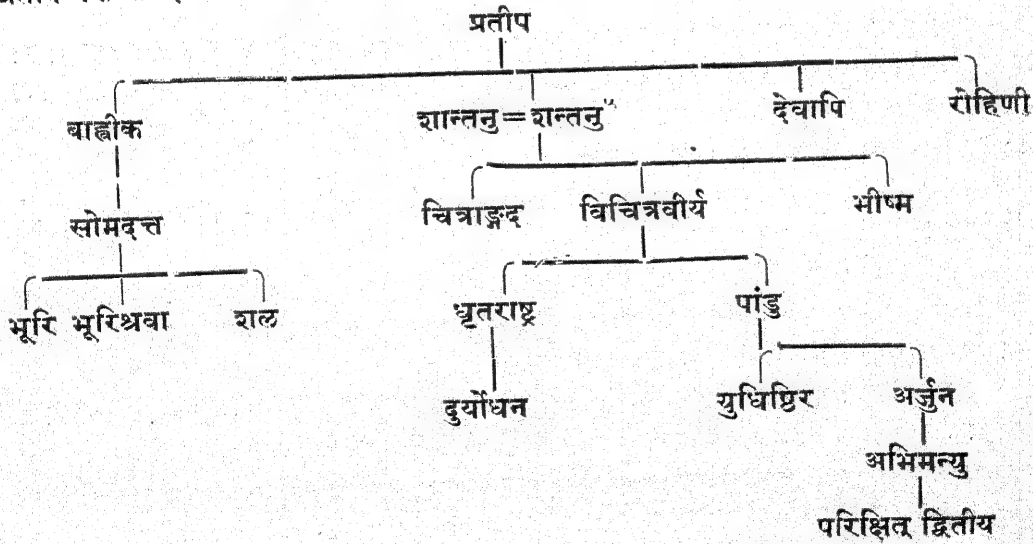 प्रतीप
बाह्लीक शान्तनु=शन्तनु" देवापि रोहिणी
चित्राङ्गद विचित्रवीर्य भीष्म
सोमदत्त
भूरि भूरिश्रवा शल धृतराष्ट्र पांडु
दुर्योधन युधिष्ठिर अर्जुन
अभिमन्यु
परिक्षित् द्वितीय